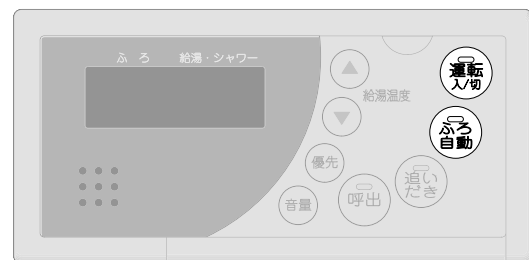 ふろ 給湯・シャワー
運転
入/切
給湯温度
ふろ
自動
優先
追い
だき
音量
呼出